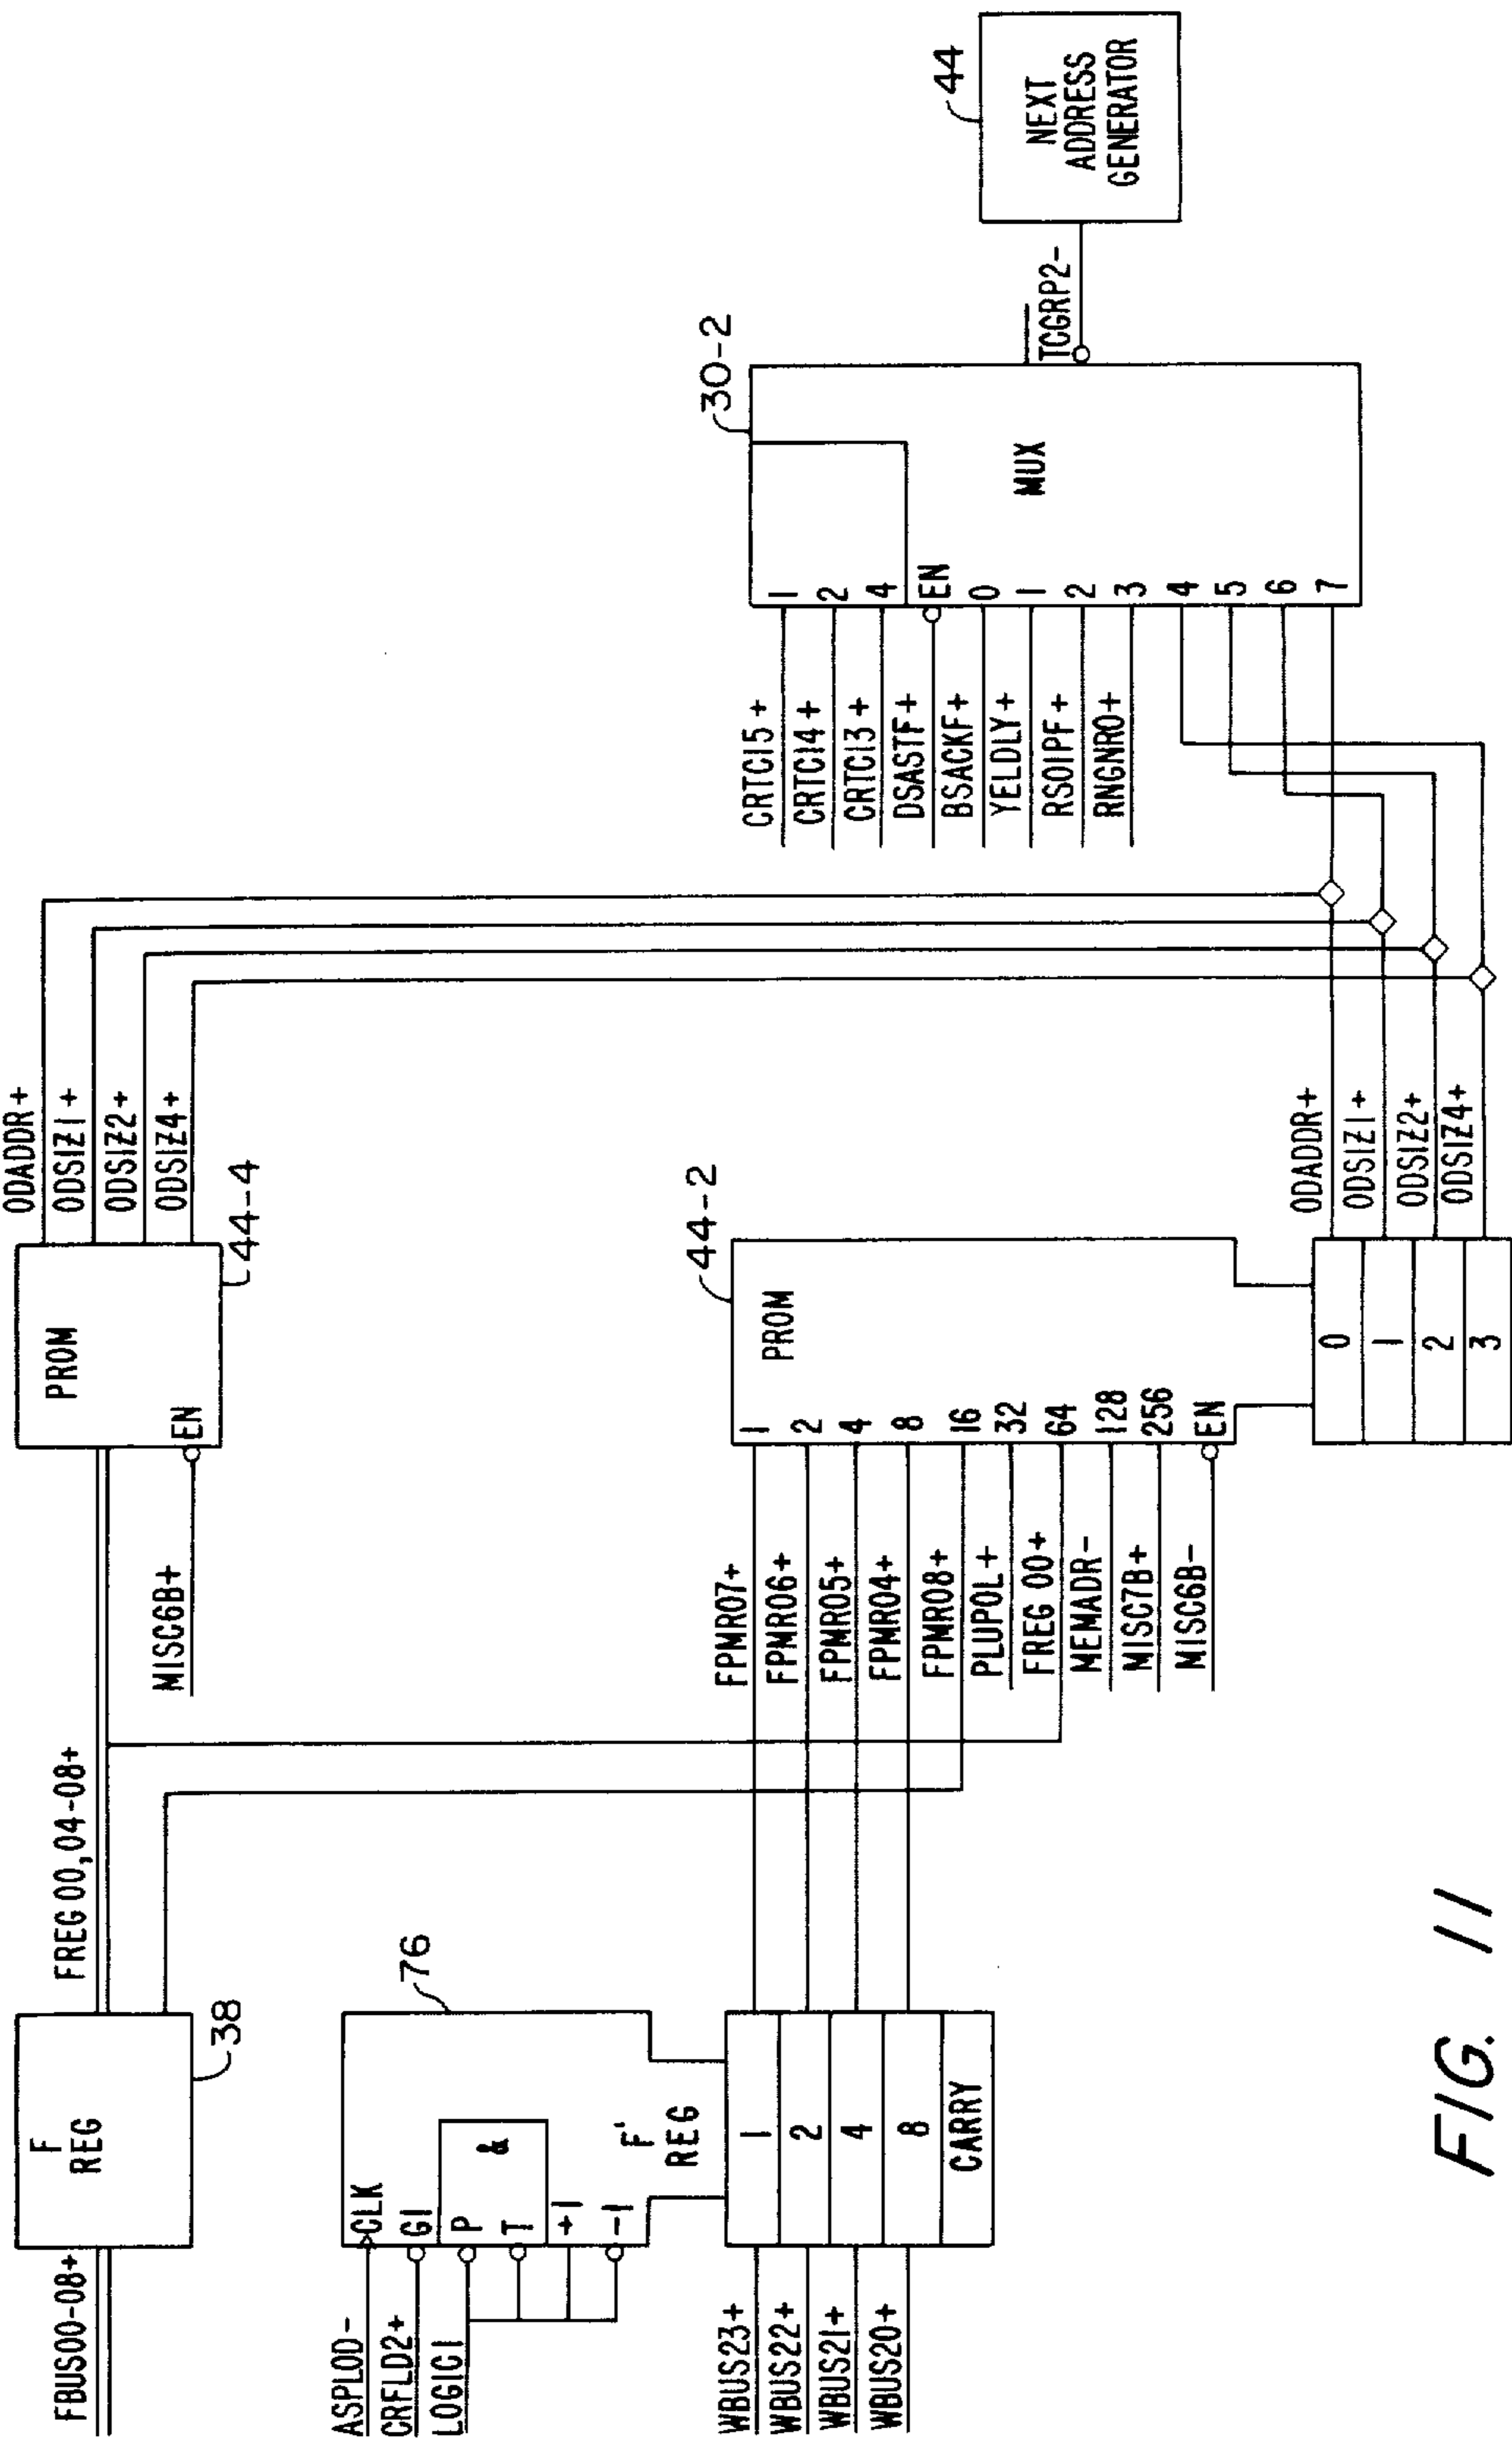 FBUS00-08+
F
REG
38
FREG 00,04-08+
MISC6B+
PROM
EN
44-4
ODADDR+
ODSIZ1+
ODSIZ2+
ODSIZ4+
ASPLOD-
CRFLD2+
LOGIC1
CLK
G1
P
T
&
+1
-1
F'
REG
76
WBUS23+
WBUS22+
WBUS21+
WBUS20+
1
2
4
8
CARRY
FPMR07+
FPMR06+
FPMR05+
FPMR04+
FPMR08+
PLUPOL+
FREG 00+
MEMADR-
MISC7B+
MISC6B-
1
2
4
8
16
32
64
128
256
EN
PROM
44-2
0
1
2
3
ODADDR+
ODSIZ1+
ODSIZ2+
ODSIZ4+
CRTC15+
CRTC14+
CRTC13+
DSASTF+
BSACKF+
YELDLY+
RSOIPF+
RNGNRO+
1
2
4
EN
0
1
2
3
4
5
6
7
MUX
30-2
TCGRP2-
NEXT
ADDRESS
GENERATOR
44
FIG. 11